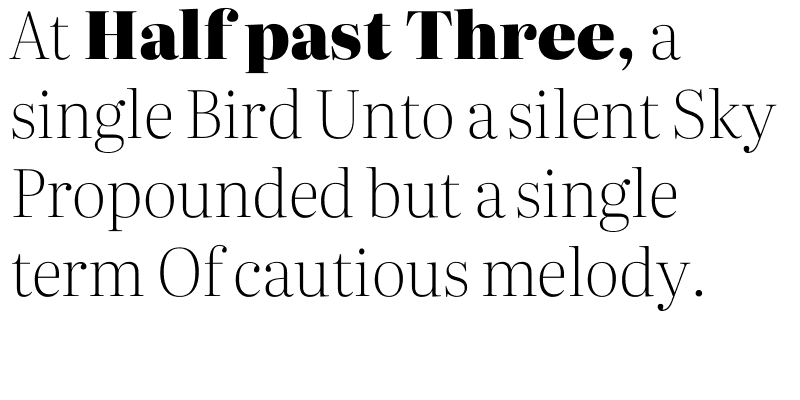 At Half past Three, a
single Bird Unto a silent Sky
Propounded but a single
term Of cautious melody.